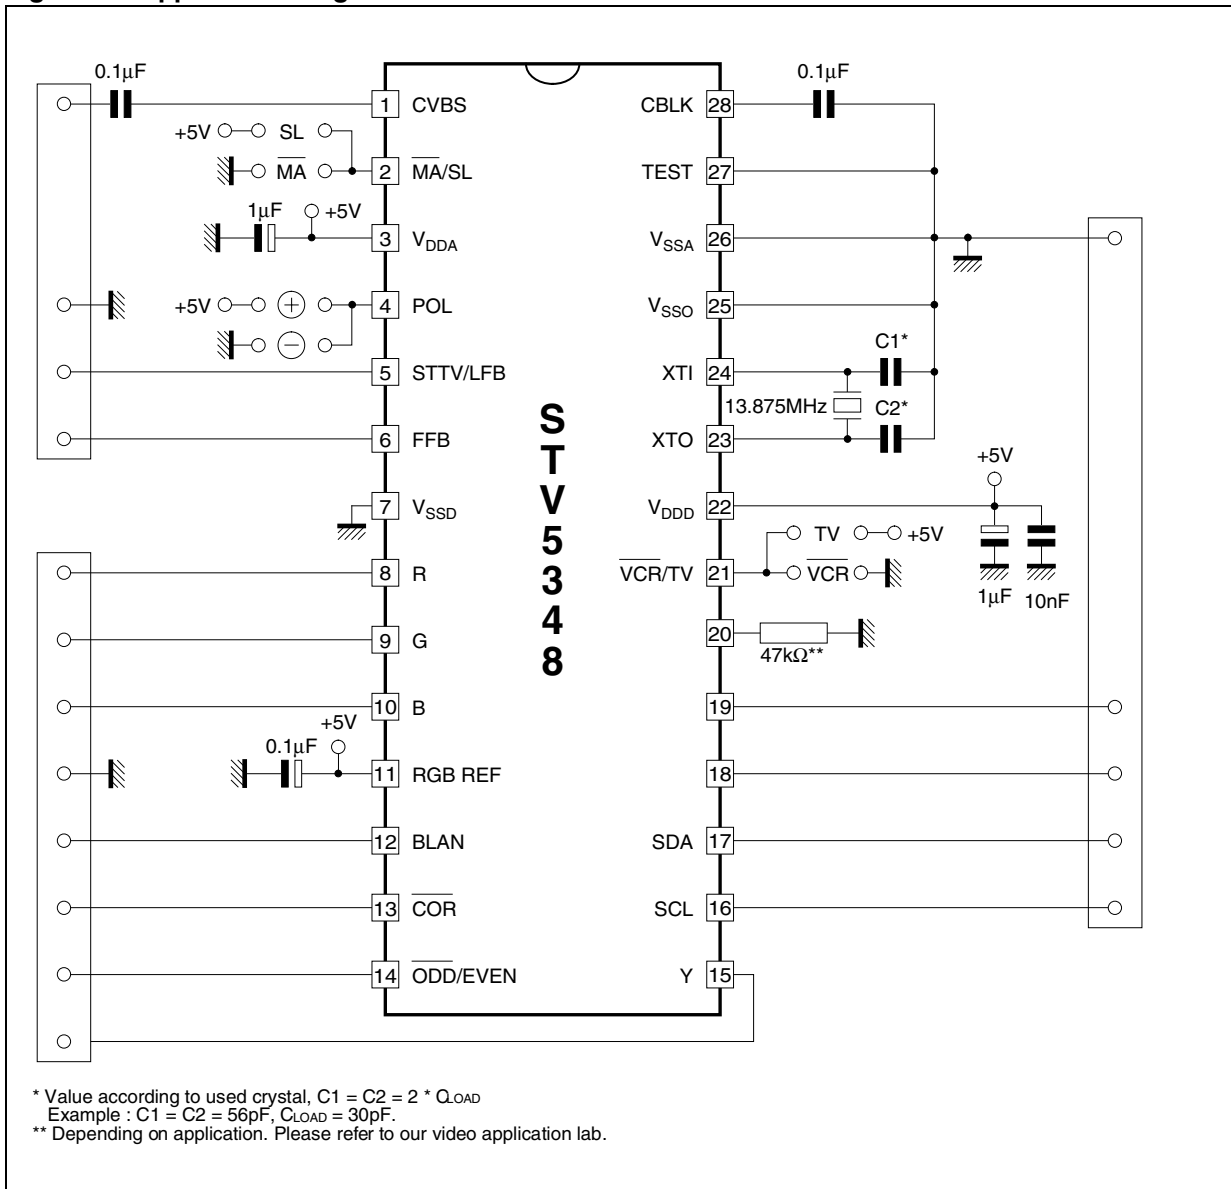 0.1µF
0.1µF
1 CVBS
CBLK 28
+5V SL
MA
2 MA/SL
TEST 27
1µF +5V
3 VDDA
VSSA 26
+5V + 4 POL
−
VSSO 25
C1*
5 STTV/LFB
XTI 24
13.875MHz C2*
6 FFB
XTO 23
+5V
7 VSSD
VDDD 22
TV +5V
VCR/TV 21 VCR
1µF 10nF
8 R
9 G
20
47kΩ**
10 B
19
+5V
0.1µF
11 RGB REF
18
12 BLAN
SDA 17
13 COR
SCL 16
14 ODD/EVEN
Y 15
STV5348
* Value according to used crystal, C1 = C2 = 2 * CLOAD
Example : C1 = C2 = 56pF, CLOAD = 30pF.
** Depending on application. Please refer to our video application lab.